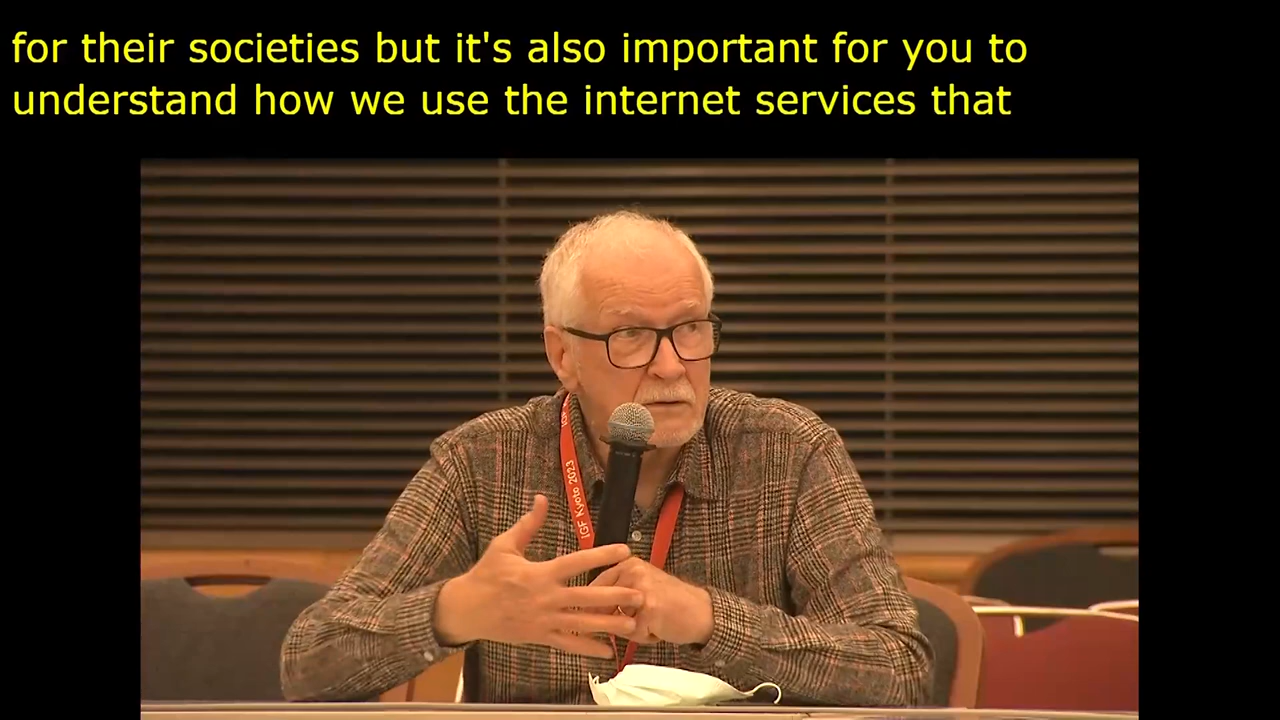 for their societies but it's also important for you to
understand how we use the internet services that
IGF Kyoto 2023